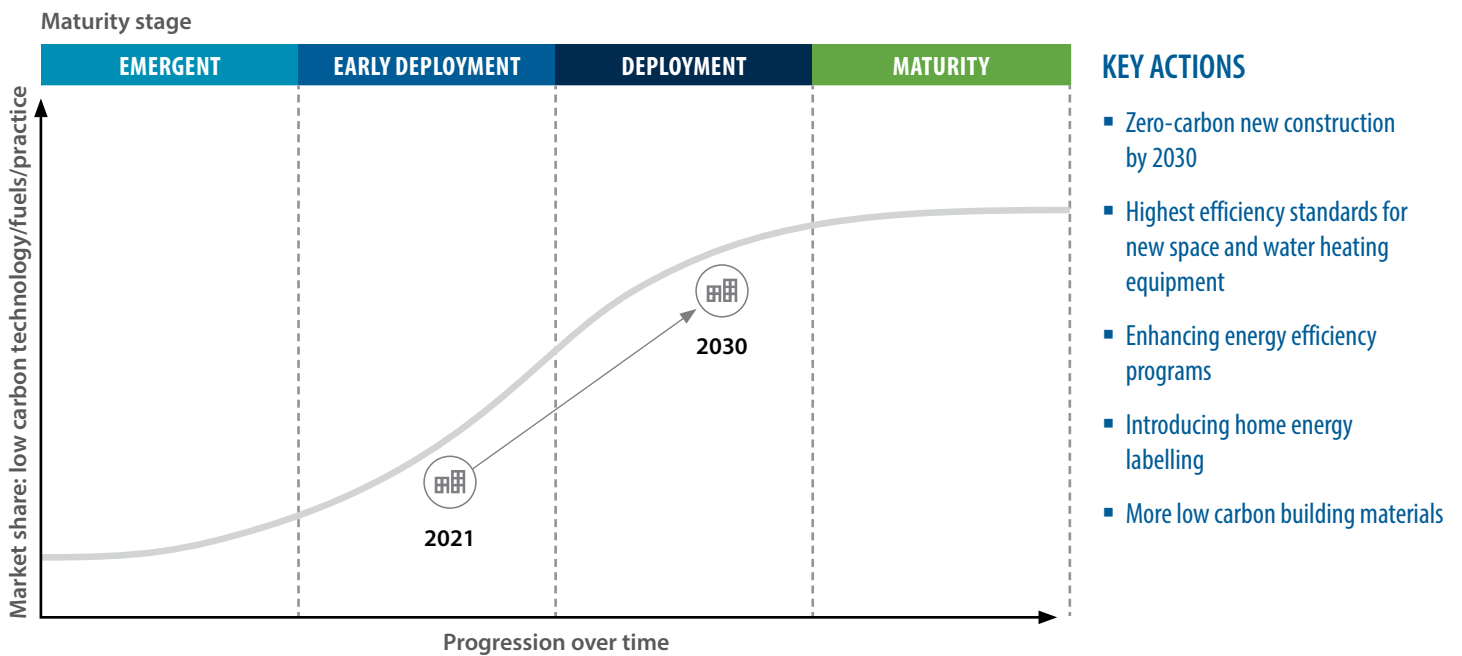 Maturity stage
EMERGENT
EARLY DEPLOYMENT
DEPLOYMENT
MATURITY
Market share: low carbon technology/fuels/practice
2030
2021
Progression over time
KEY ACTIONS
▪ Zero-carbon new construction
by 2030
▪ Highest efficiency standards for
new space and water heating
equipment
▪ Enhancing energy efficiency
programs
▪ Introducing home energy
labelling
▪ More low carbon building materials